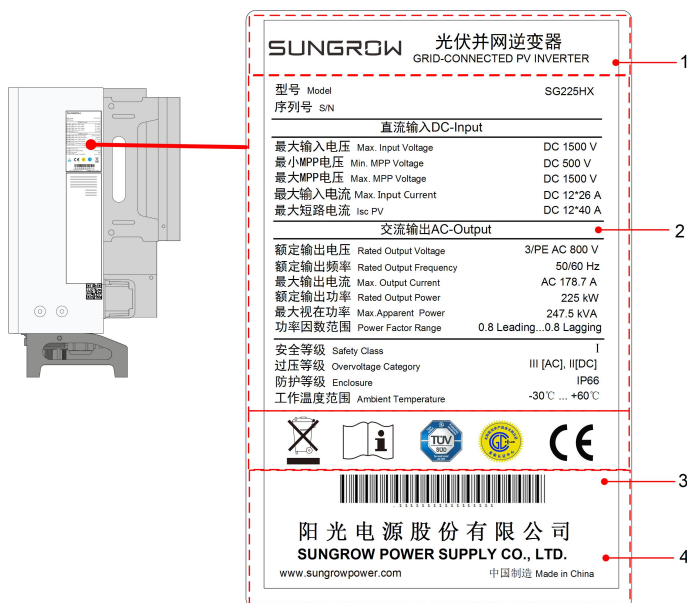 SUNGROW 光伏并网逆变器
GRID-CONNECTED PV INVERTER
1
型号 Model SG225HX
序列号 S/N
直流输入DC-Input
最大输入电压 Max. Input Voltage DC 1500 V
最小MPP电压 Min. MPP Voltage DC 500 V
最大MPP电压 Max. MPP Voltage DC 1500 V
最大输入电流 Max. Input Current DC 12*26 A
最大短路电流 Isc PV DC 12*40 A
交流输出AC-Output
2
额定输出电压 Rated Output Voltage 3/PE AC 800 V
额定输出频率 Rated Output Frequency 50/60 Hz
最大输出电流 Max. Output Current AC 178.7 A
额定输出功率 Rated Output Power 225 kW
最大视在功率 Max.Apparent Power 247.5 kVA
功率因数范围 Power Factor Range 0.8 Leading...0.8 Lagging
安全等级 Safety Class I
过压等级 Overvoltage Category III [AC], II[DC]
防护等级 Enclosure IP66
工作温度范围 Ambient Temperature -30℃ ... +60℃
TÜV
SÜD
CE
3
阳光电源股份有限公司
SUNGROW POWER SUPPLY CO., LTD.
4
www.sungrowpower.com 中国制造 Made in China